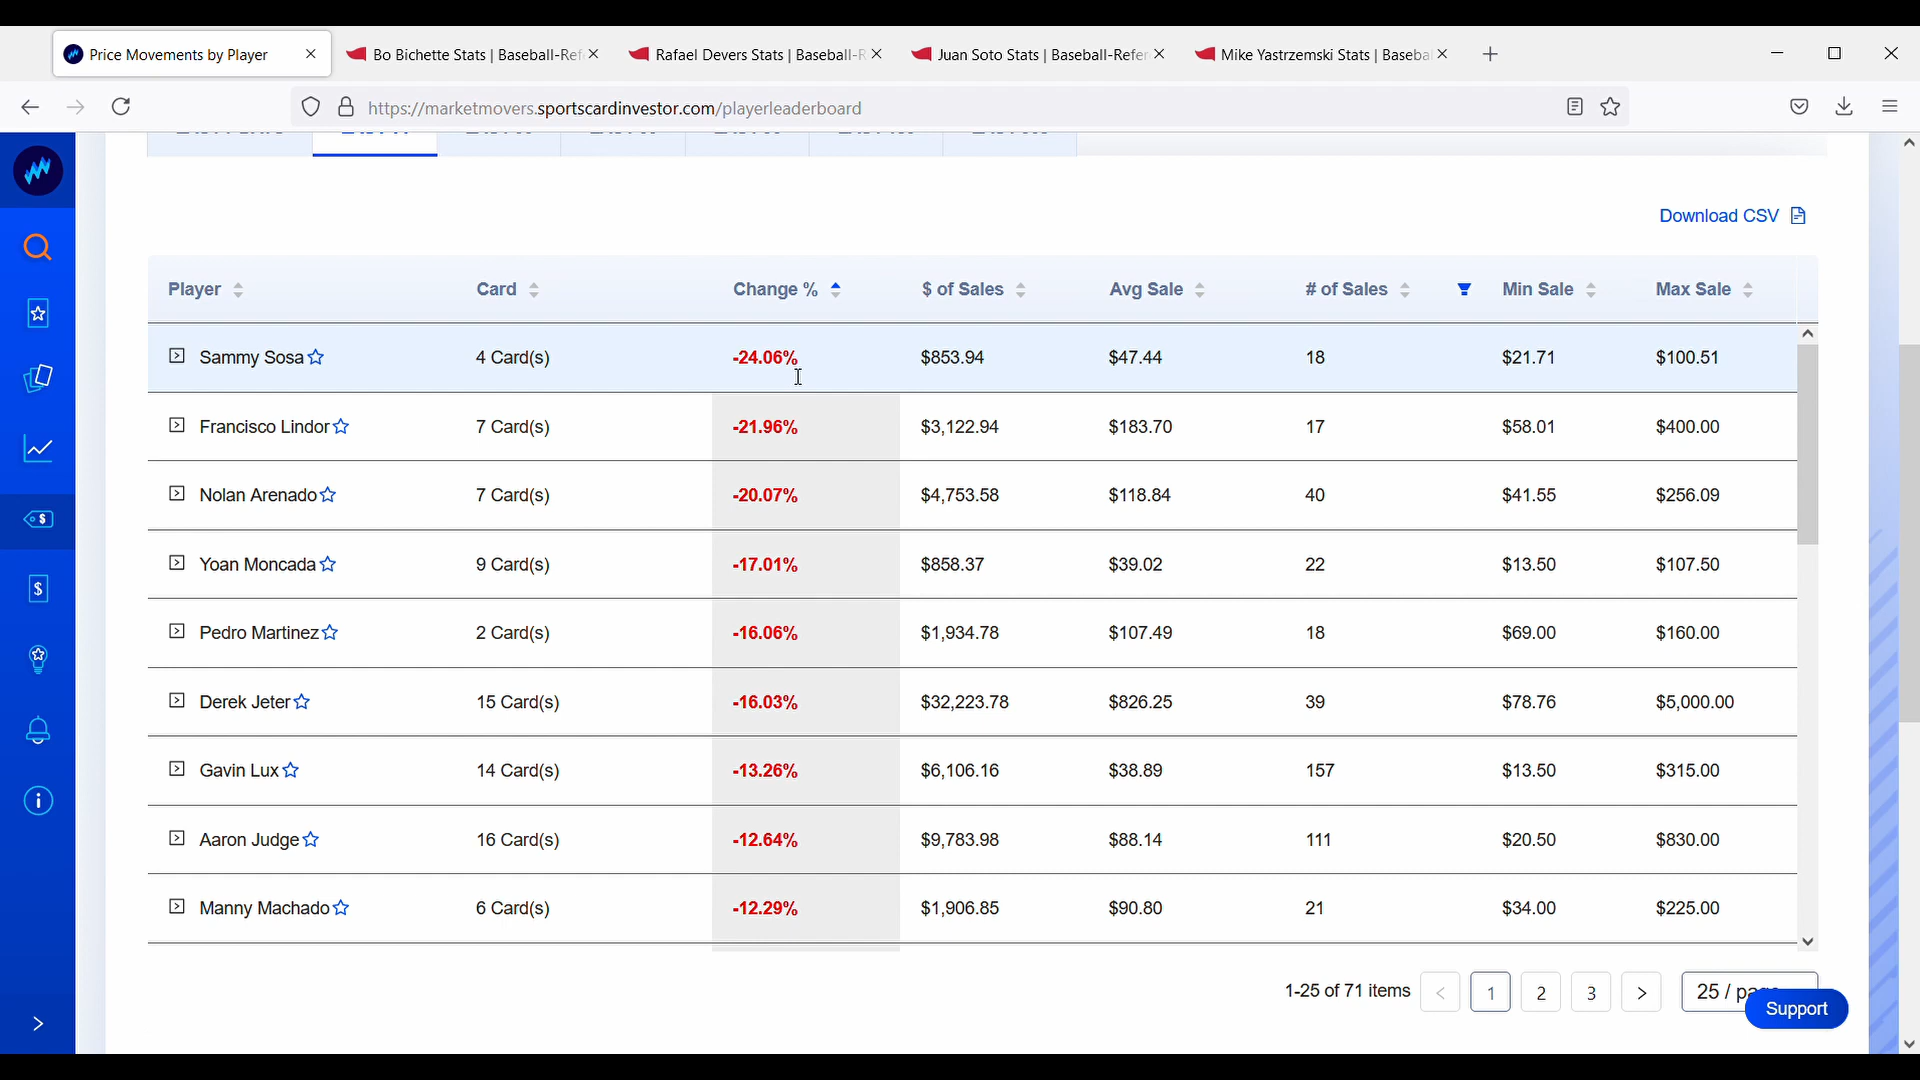 Price Movements by Player
Bo Bichette Stats | Baseball-Ref
Rafael Devers Stats | Baseball-R
Juan Soto Stats | Baseball-Refer
Mike Yastrzemski Stats | Baseba
https://marketmovers.sportscardinvestor.com/playerleaderboard
Download CSV
Player Card Change % $ of Sales Avg Sale # of Sales Min Sale Max Sale
Sammy Sosa 4 Card(s) -24.06% $853.94 $47.44 18 $21.71 $100.51
Francisco Lindor 7 Card(s) -21.96% $3,122.94 $183.70 17 $58.01 $400.00
Nolan Arenado 7 Card(s) -20.07% $4,753.58 $118.84 40 $41.55 $256.09
Yoan Moncada 9 Card(s) -17.01% $858.37 $39.02 22 $13.50 $107.50
Pedro Martinez 2 Card(s) -16.06% $1,934.78 $107.49 18 $69.00 $160.00
Derek Jeter 15 Card(s) -16.03% $32,223.78 $826.25 39 $78.76 $5,000.00
Gavin Lux 14 Card(s) -13.26% $6,106.16 $38.89 157 $13.50 $315.00
Aaron Judge 16 Card(s) -12.64% $9,783.98 $88.14 111 $20.50 $830.00
Manny Machado 6 Card(s) -12.29% $1,906.85 $90.80 21 $34.00 $225.00
1-25 of 71 items < 1 2 3 > 25 / pa
Support